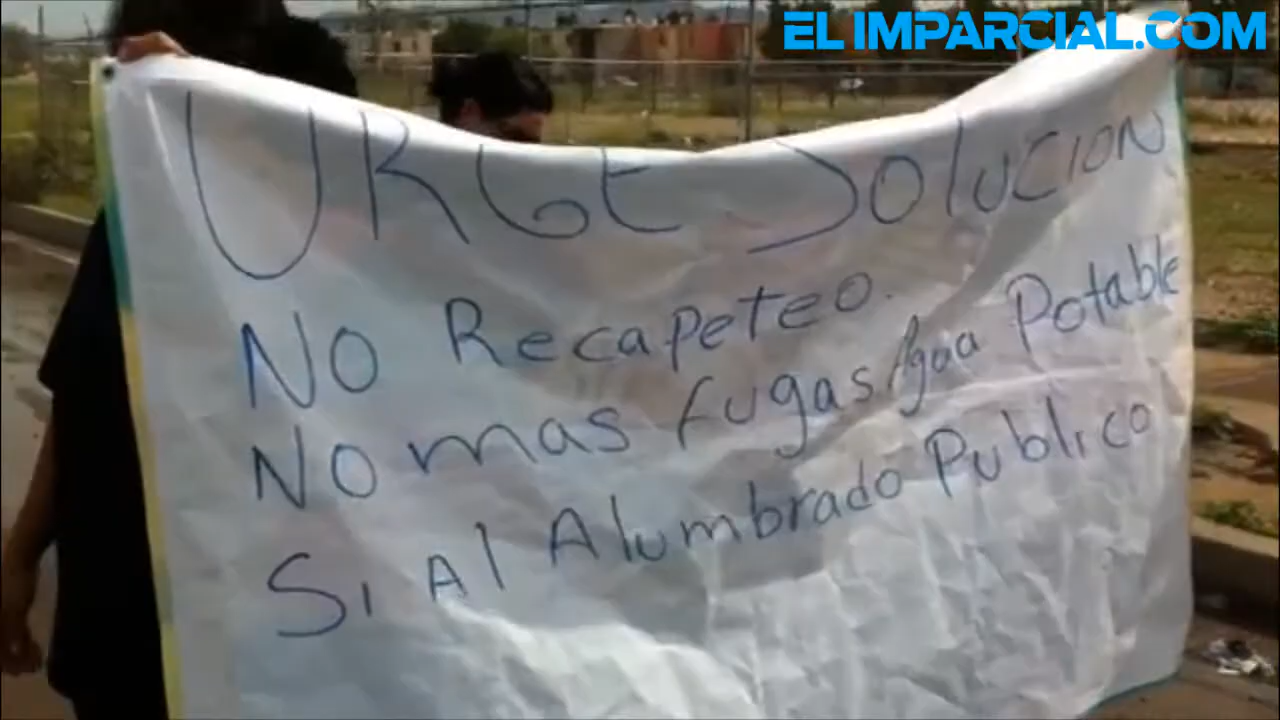 EL IMPARCIAL.COM
URGE SOLUCION
NO Recapeteo.
NO mas fugas Agua Potable
Si Al Alumbrado Publico